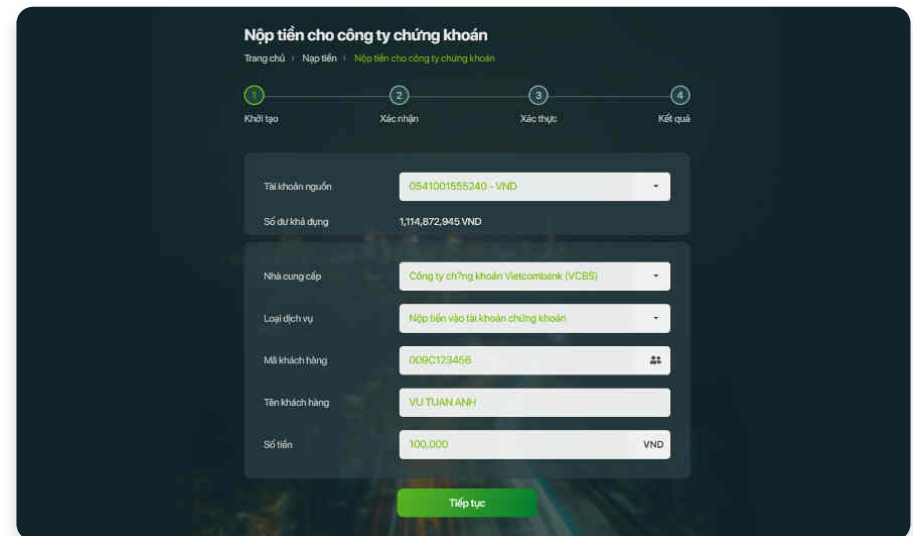 Nộp tiền cho công ty chứng khoán
Trang chủ › Nạp tiền › Nộp tiền cho công ty chứng khoán
1 2 3 4
Khởi tạo Xác nhận Xác thực Kết quả
Tài khoản nguồn 0541001555240 - VND
Số dư khả dụng 1,114,872,945 VND
Nhà cung cấp Công ty ch?ng khoán Vietcombank (VCBS)
Loại dịch vụ Nộp tiền vào tài khoản chứng khoán
Mã khách hàng 009C123456
Tên khách hàng VU TUAN ANH
Số tiền 100,000 VND
Tiếp tục